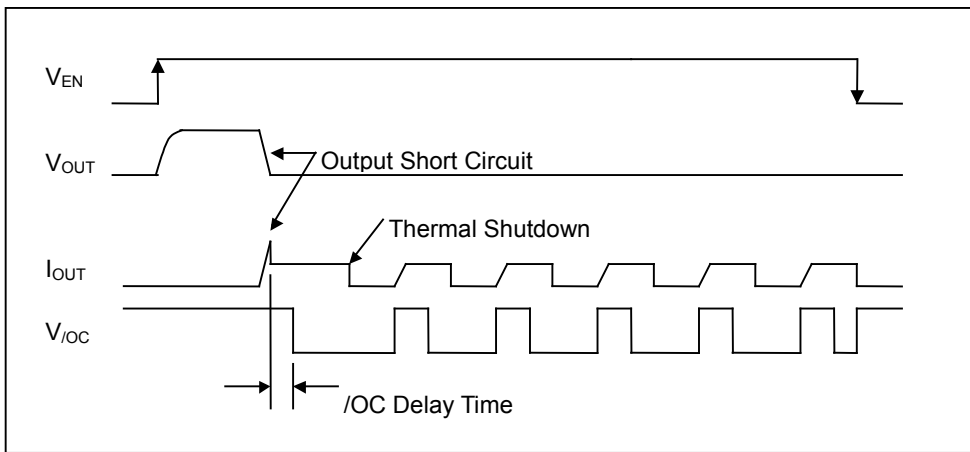 VEN
VOUT
Output Short Circuit
Thermal Shutdown
IOUT
V/OC
/OC Delay Time